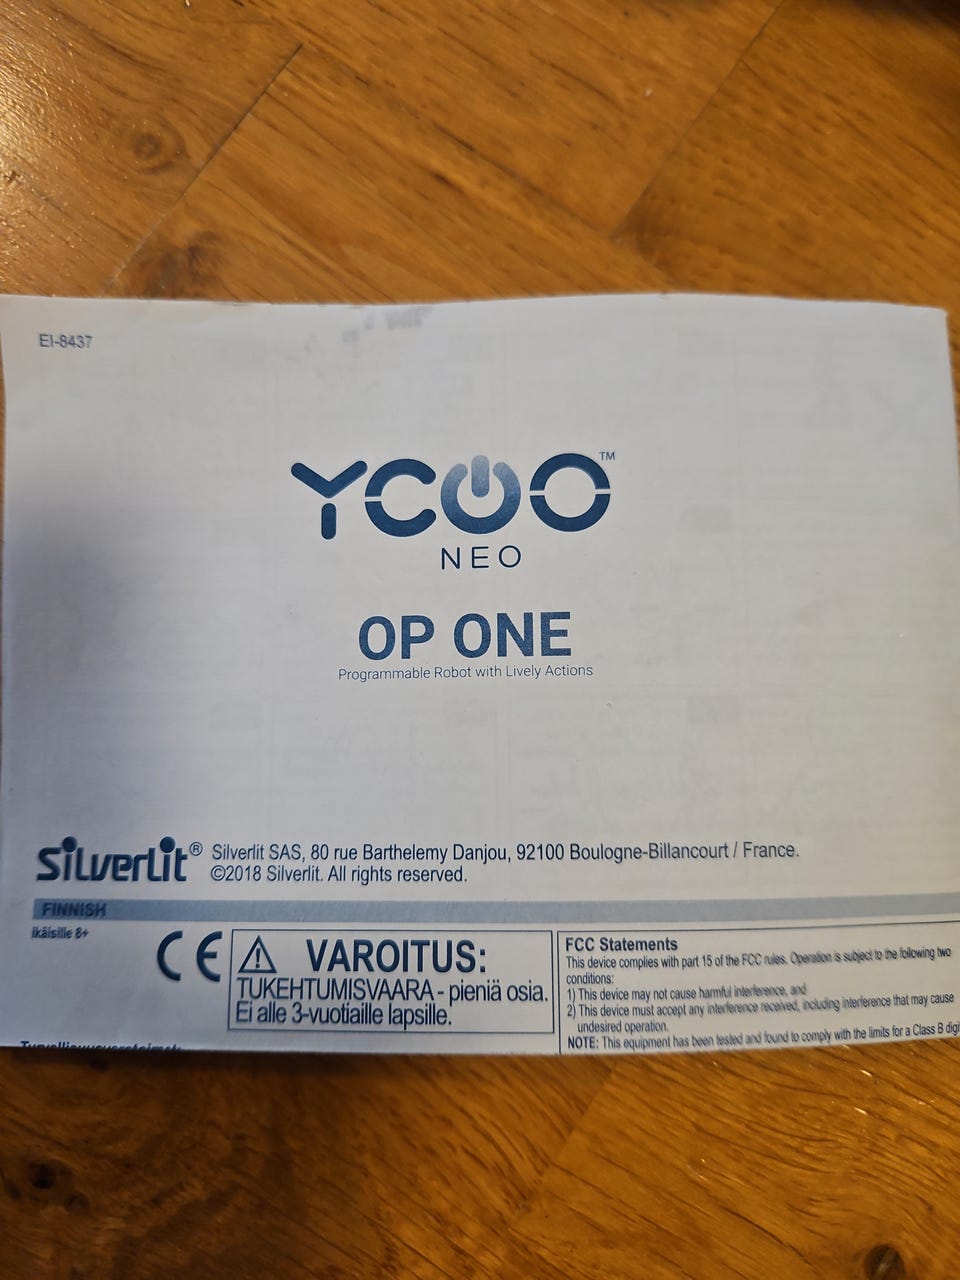 EI-8437
YCOO™
NEO
OP ONE
Programmable Robot with Lively Actions
Silverlit® Silverlit SAS, 80 rue Barthelemy Danjou, 92100 Boulogne-Billancourt / France.
©2018 Silverlit. All rights reserved.
FINNISH
Ikäisille 8+
CE
VAROITUS:
TUKEHTUMISVAARA - pieniä osia.
Ei alle 3-vuotiaille lapsille.
FCC Statements
This device complies with part 15 of the FCC rules. Operation is subject to the following two
conditions:
1) This device may not cause harmful interference, and
2) This device must accept any interference received, including interference that may cause
undesired operation.
NOTE: This equipment has been tested and found to comply with the limits for a Class B digi